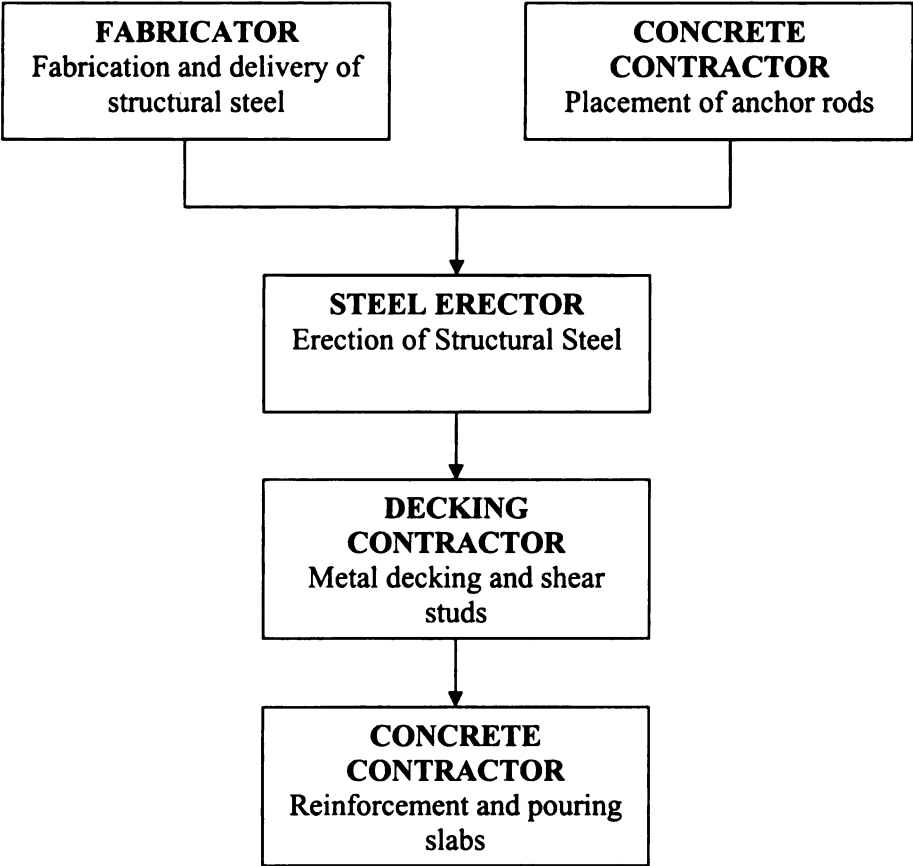 FABRICATOR
Fabrication and delivery of
structural steel
CONCRETE
CONTRACTOR
Placement of anchor rods
STEEL ERECTOR
Erection of Structural Steel
DECKING
CONTRACTOR
Metal decking and shear
studs
CONCRETE
CONTRACTOR
Reinforcement and pouring
slabs